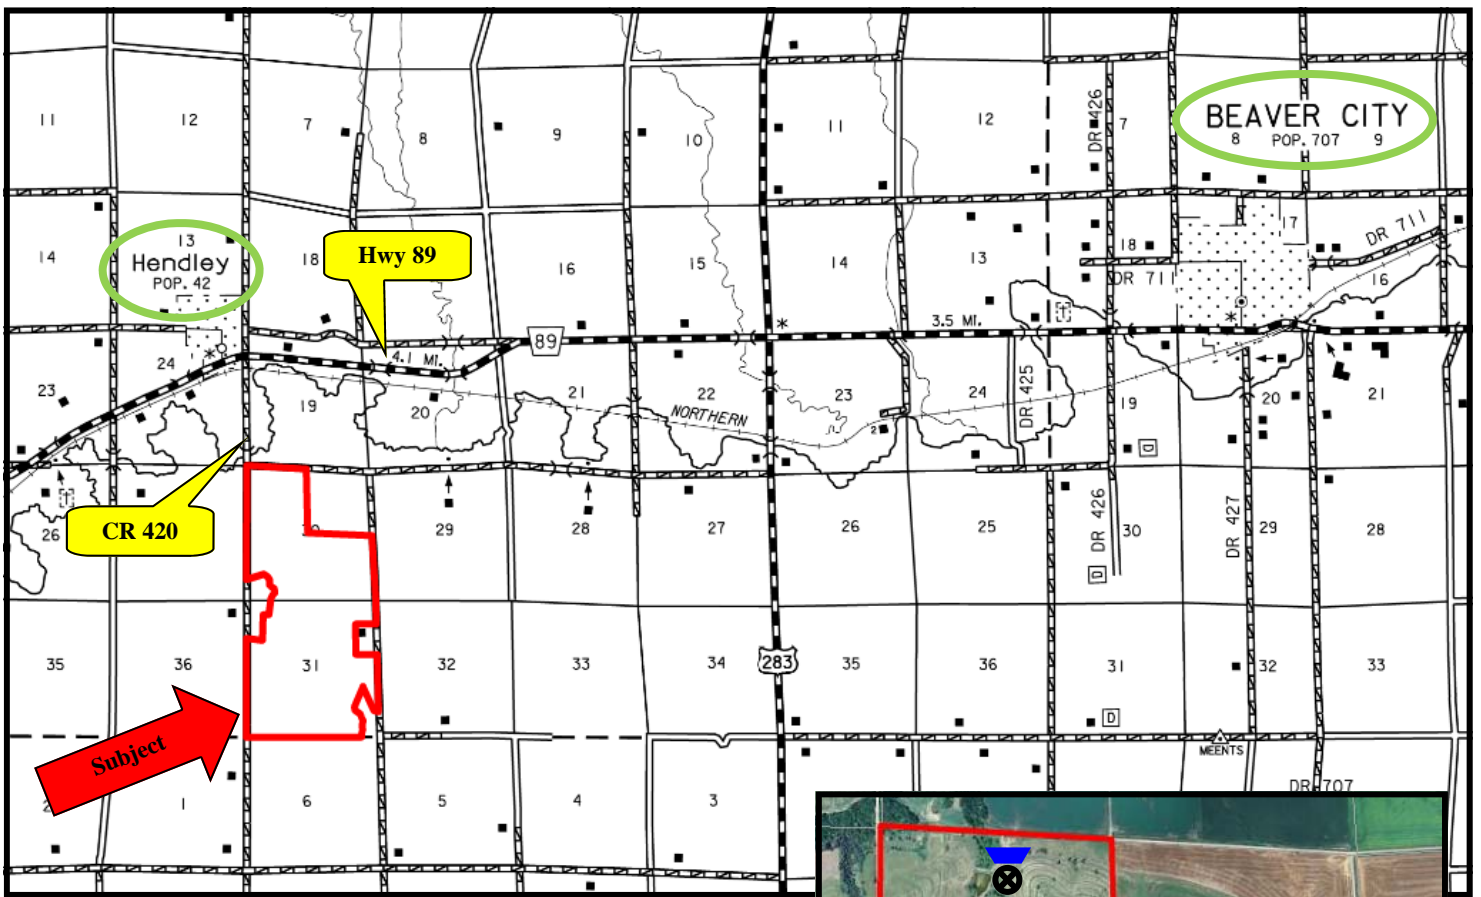 11 12 7 8 9 10 11 12 7
DR 426
BEAVER CITY
8 POP. 707 9
14 13 18 16 15 14 13 18 17
Hendley
POP. 42
Hwy 89
DR 711
DR 711
16
3.5 MI.
89
4.1 MI.
24
23 19 20 21 22 23 24 19 20 21
NORTHERN
DR 425
2
CR 420
26 30 29 28 27 26 25 30 29 28
DR 426
DR 427
D
D
35 36 31 32 33 34 35 36 31 32 33
283
D
Subject
MEENTS
DR 707
1 6 5 4 3